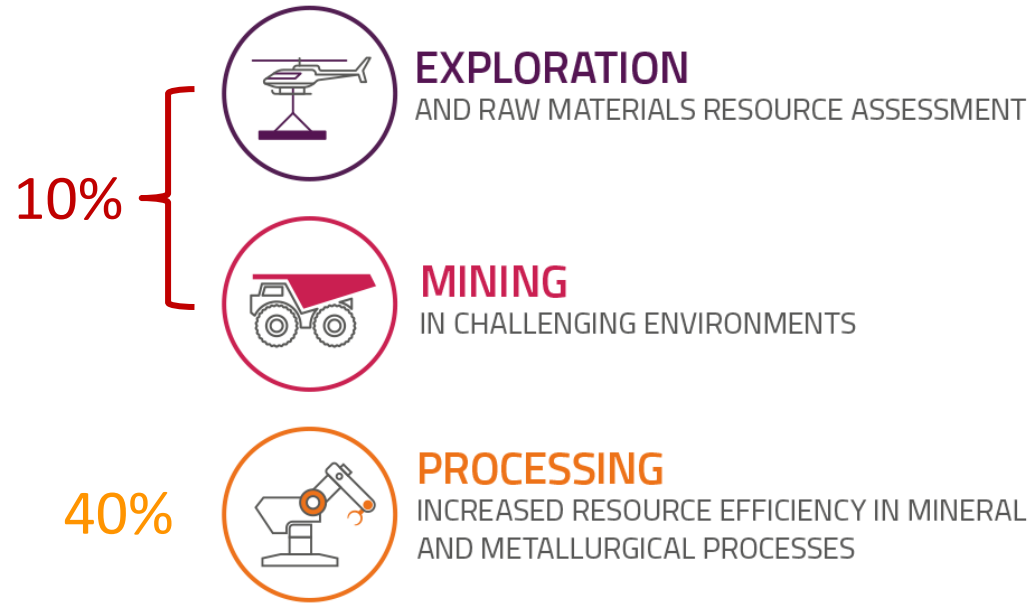 EXPLORATION
AND RAW MATERIALS RESOURCE ASSESSMENT
10%
MINING
IN CHALLENGING ENVIRONMENTS
40%
PROCESSING
INCREASED RESOURCE EFFICIENCY IN MINERAL
AND METALLURGICAL PROCESSES